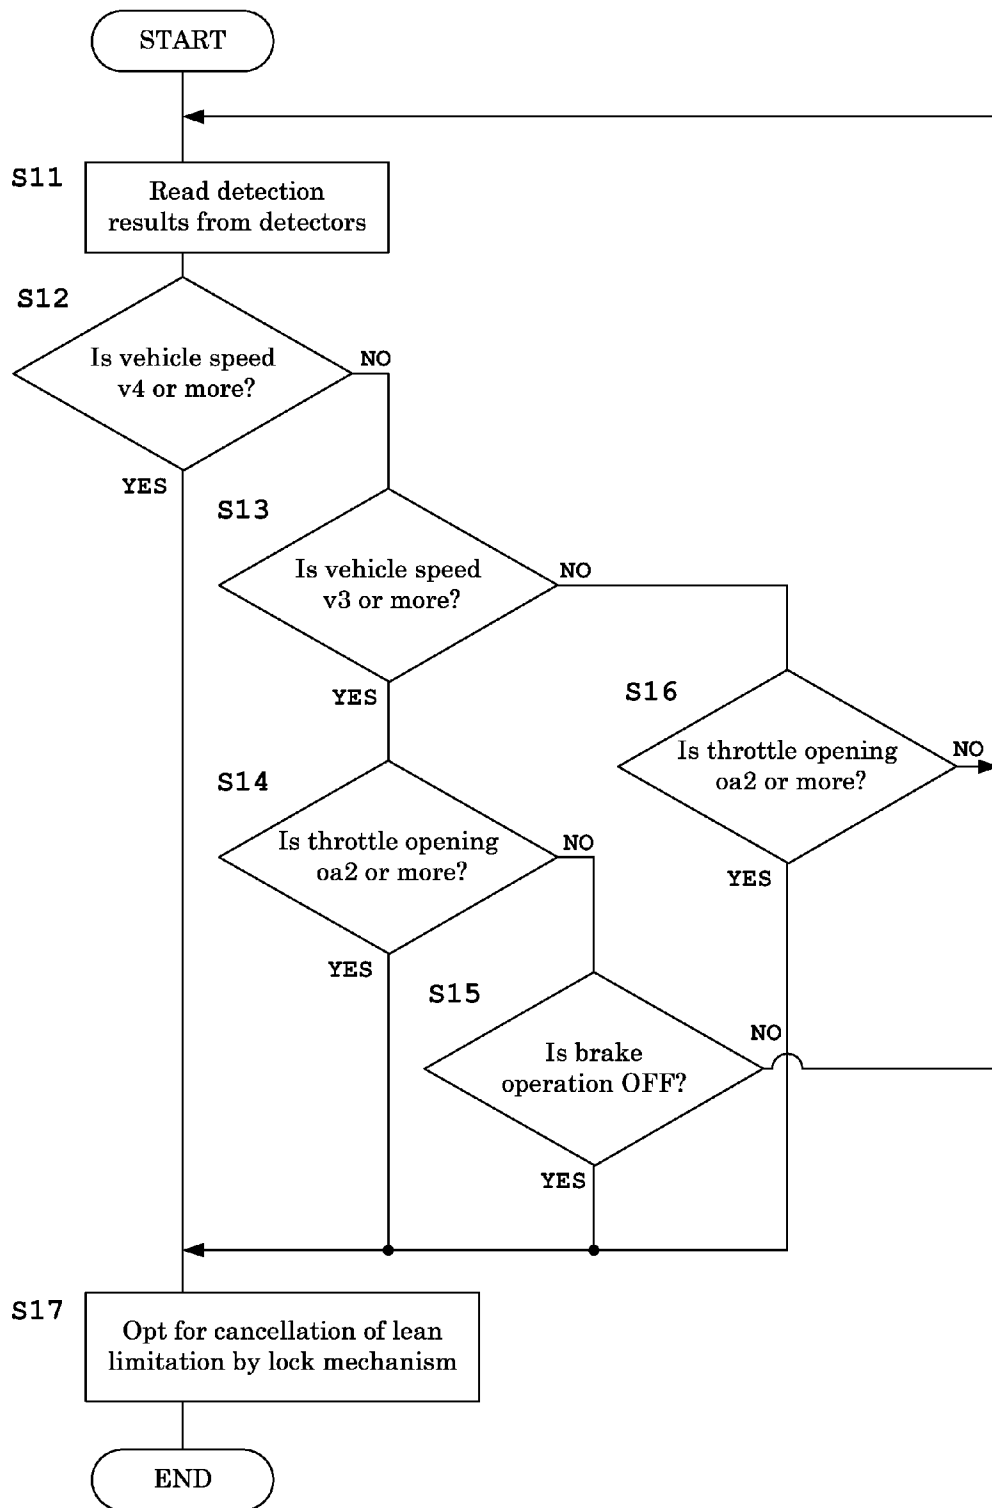 START
S11
Read detection
results from detectors
S12
Is vehicle speed
v4 or more?
NO
YES
S13
Is vehicle speed
v3 or more?
NO
YES
S16
Is throttle opening
oa2 or more?
NO
YES
S14
Is throttle opening
oa2 or more?
NO
YES
S15
Is brake
operation OFF?
NO
YES
S17
Opt for cancellation of lean
limitation by lock mechanism
END